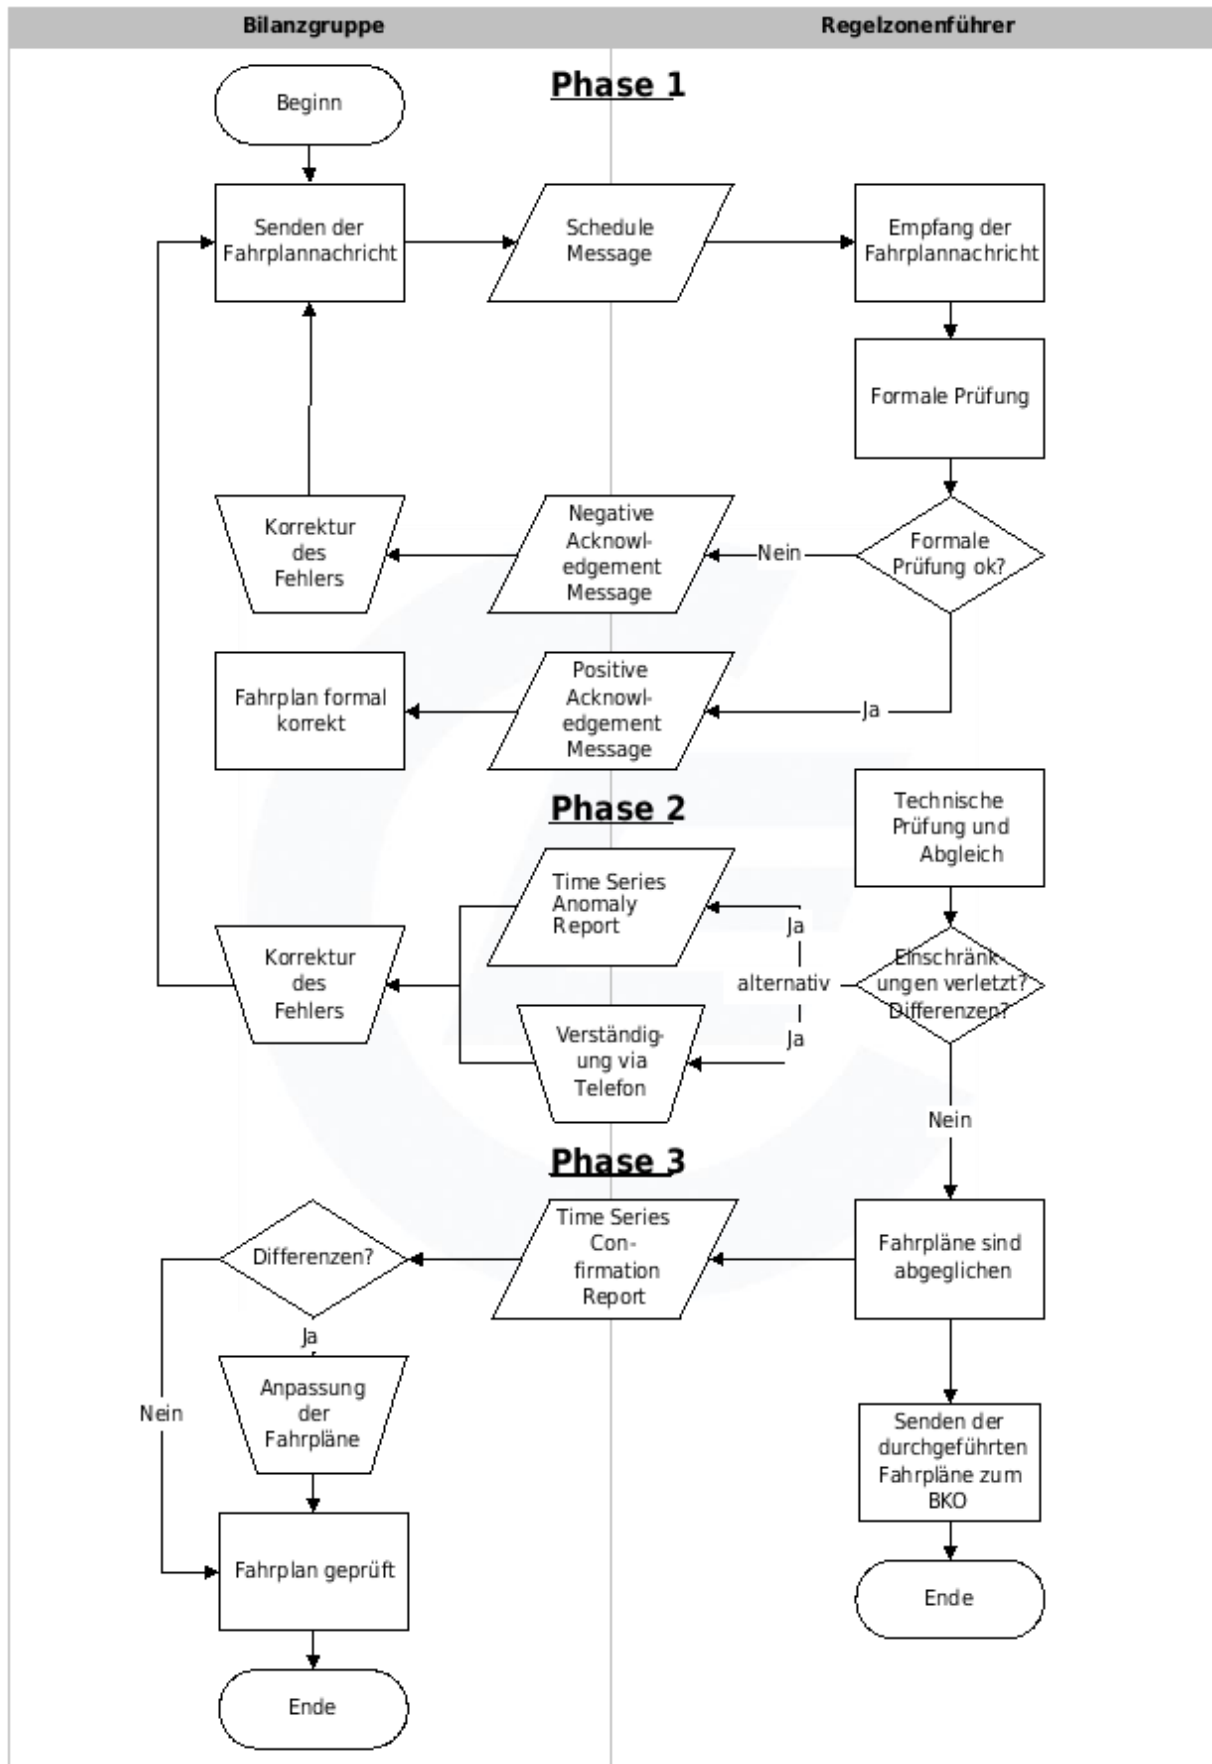 Bilanzgruppe
Regelzonenführer
Phase 1
Beginn
Senden der
Fahrplannachricht
Schedule
Message
Empfang der
Fahrplannachricht
Formale Prüfung
Formale
Prüfung ok?
Nein
Negative
Acknowl-
edgement
Message
Korrektur
des
Fehlers
Ja
Positive
Acknowl-
edgement
Message
Fahrplan formal
korrekt
Phase 2
Technische
Prüfung und
Abgleich
Einschränk-
ungen verletzt?
Differenzen?
Ja
alternativ
Ja
Time Series
Anomaly
Report
Verständig-
ung via
Telefon
Korrektur
des
Fehlers
Nein
Phase 3
Fahrpläne sind
abgeglichen
Time Series
Con-
firmation
Report
Differenzen?
Ja
Nein
Anpassung
der
Fahrpläne
Senden der
durchgeführten
Fahrpläne zum
BKO
Fahrplan geprüft
Ende
Ende